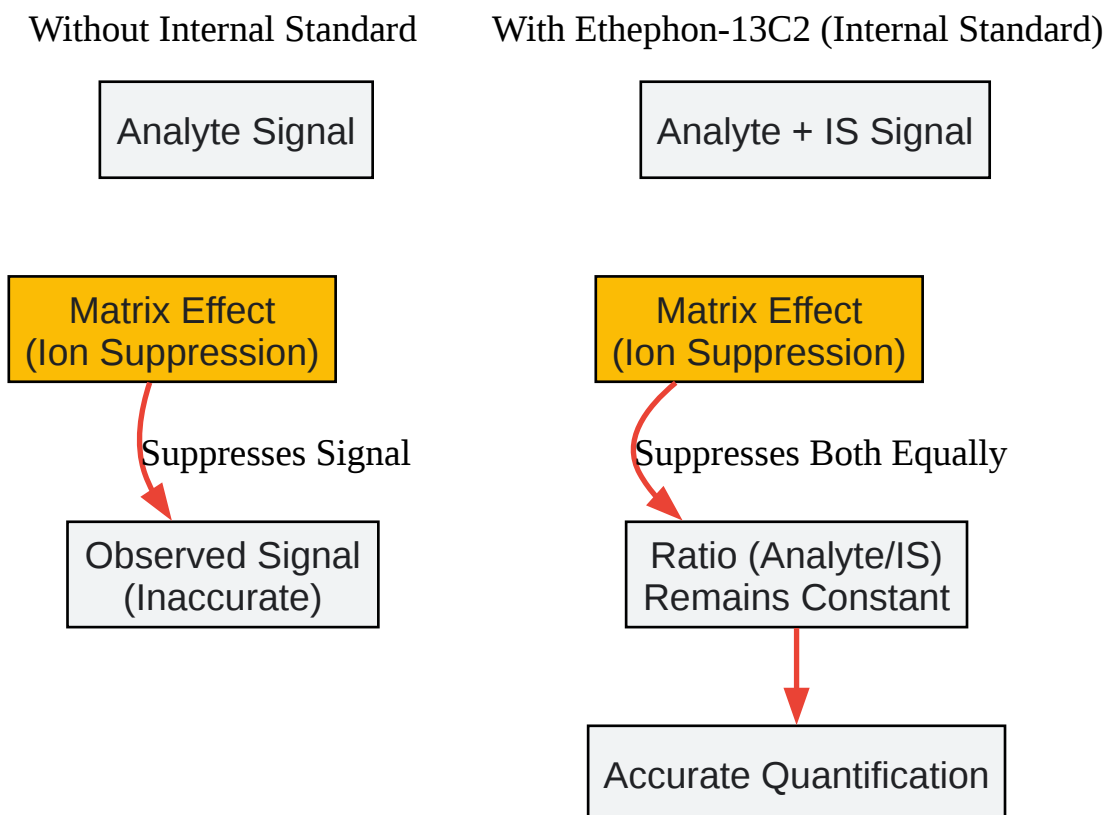 Without Internal Standard
Analyte Signal
Matrix Effect
(Ion Suppression)
Suppresses Signal
Observed Signal
(Inaccurate)
With Ethephon-13C2 (Internal Standard)
Analyte + IS Signal
Matrix Effect
(Ion Suppression)
Suppresses Both Equally
Ratio (Analyte/IS)
Remains Constant
Accurate Quantification